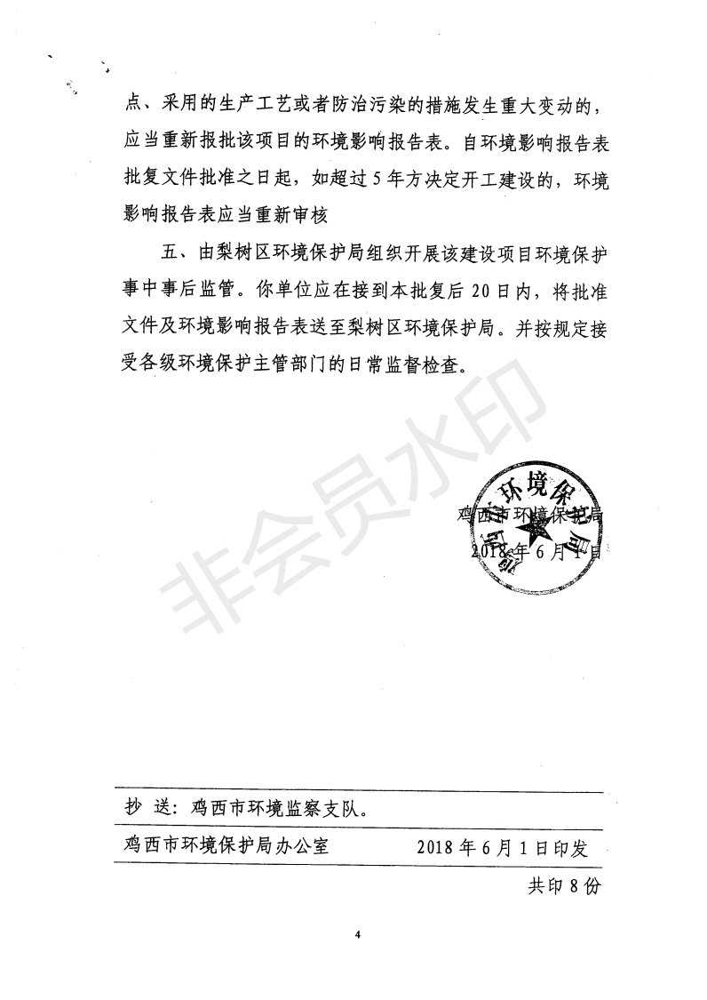 点、采用的生产工艺或者防治污染的措施发生重大变动的，
应当重新报批该项目的环境影响报告表。自环境影响报告表
批复文件批准之日起，如超过 5 年方决定开工建设的，环境
影响报告表应当重新审核
五、由梨树区环境保护局组织开展该建设项目环境保护
事中事后监管。你单位应在接到本批复后 20 日内，将批准
文件及环境影响报告表送至梨树区环境保护局。并按规定接
受各级环境保护主管部门的日常监督检查。
非会员水印
鸡西市环境保护局
鸡西市环境保护局
2018 年 6 月 1 日
抄 送：鸡西市环境监察支队。
鸡西市环境保护局办公室 2018 年 6 月 1 日印发
共印 8 份
4